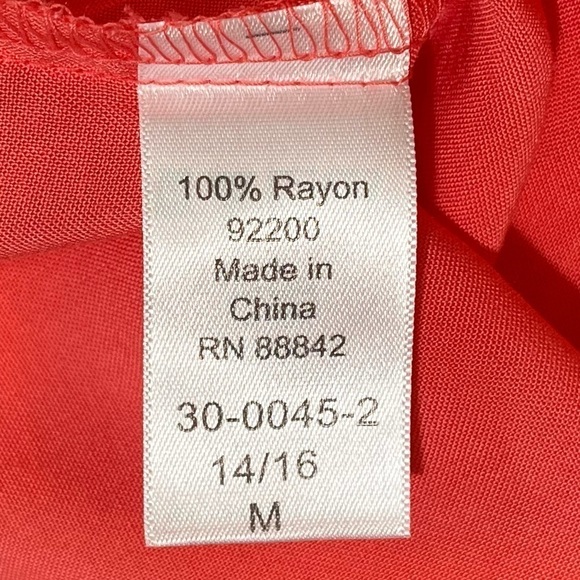 100% Rayon
92200
Made in
China
RN 88842
30-0045-2
14/16
M